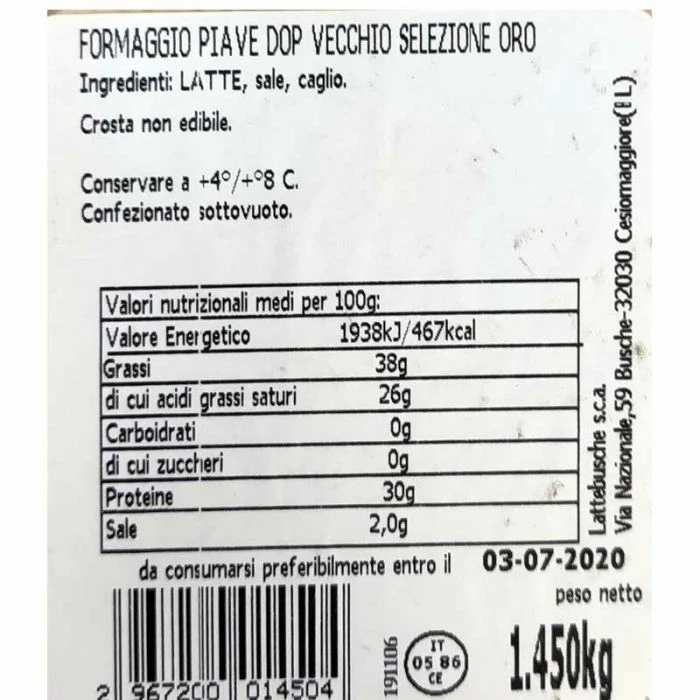 FORMAGGIO PIAVE DOP VECCHIO SELEZIONE ORO
Ingredienti: LATTE, sale, caglio.
Crosta non edibile.
Conservare a +4°/+°8 C.
Confezionato sottovuoto.
Valori nutrizionali medi per 100g:
Valore Energetico 1938kJ/467kcal
Grassi 38g
di cui acidi grassi saturi 26g
Carboidrati 0g
di cui zuccheri 0g
Proteine 30g
Sale 2,0g
da consumarsi preferibilmente entro il 03-07-2020
peso netto
1.450kg
2 967200 014504
191106
IT
05 86
CE
Lattebusche s.c.a.
Via Nazionale,59 Busche-32030 Cesiomaggiore(BL)